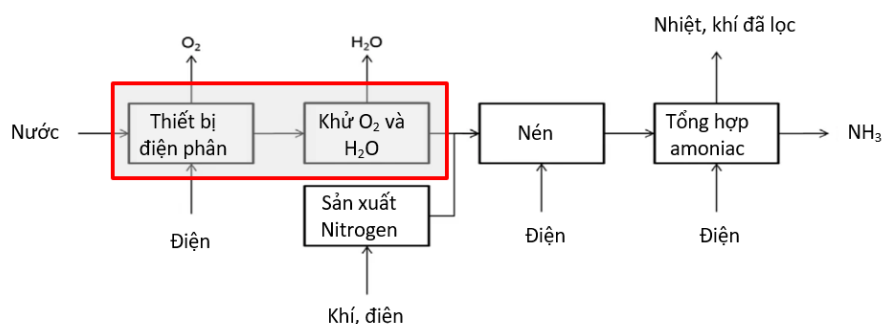 O₂
H₂O
Nhiệt, khí đã lọc
Nước
Thiết bị
điện phân
Khử O₂ và
H₂O
Nén
Tổng hợp
amoniac
NH₃
Sản xuất
Nitrogen
Điện
Điện
Điện
Khí, điên